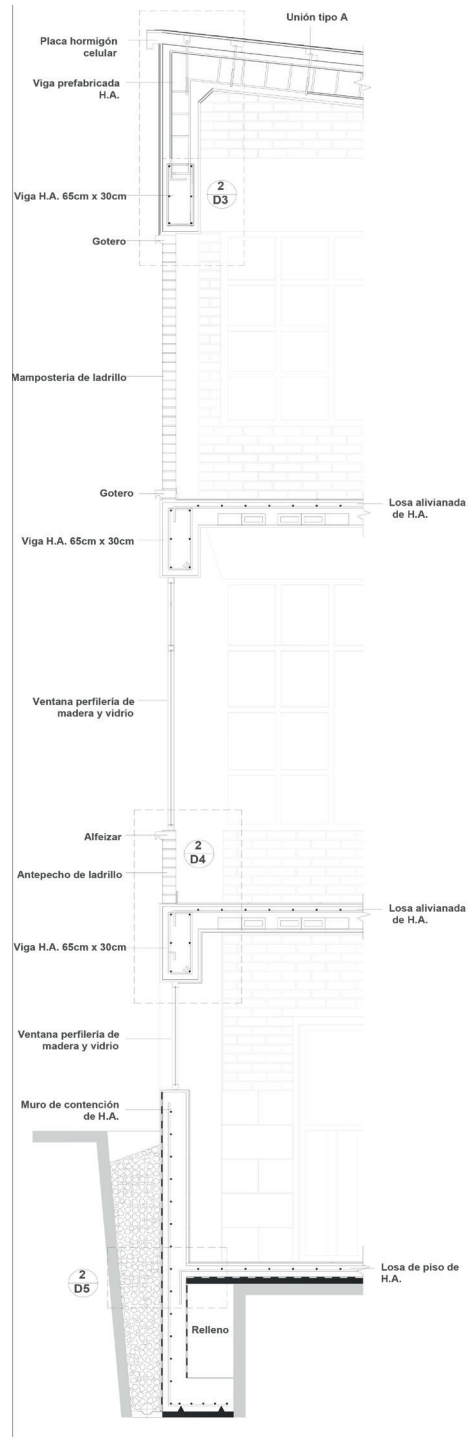 Unión tipo A
Placa hormigón
celular
Viga prefabricada
H.A.
Viga H.A. 65cm x 30cm
2
D3
Gotero
Mampostería de ladrillo
Gotero
Losa alivianada
de H.A.
Viga H.A. 65cm x 30cm
Ventana perfilería de
madera y vidrio
Alfeizar
2
D4
Antepecho de ladrillo
Losa alivianada
de H.A.
Viga H.A. 65cm x 30cm
Ventana perfilería de
madera y vidrio
Muro de contención
de H.A.
2
D5
Losa de piso de
H.A.
Relleno